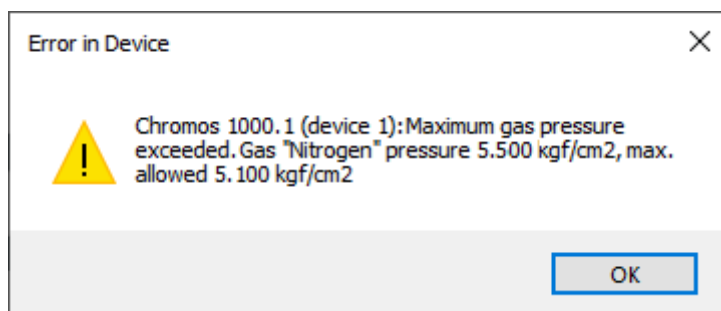 Error in Device
Chromos 1000.1 (device 1):Maximum gas pressure
exceeded.Gas "Nitrogen" pressure 5.500 кgf/cm2, max.
allowed 5.100 kgf/cm2
OK